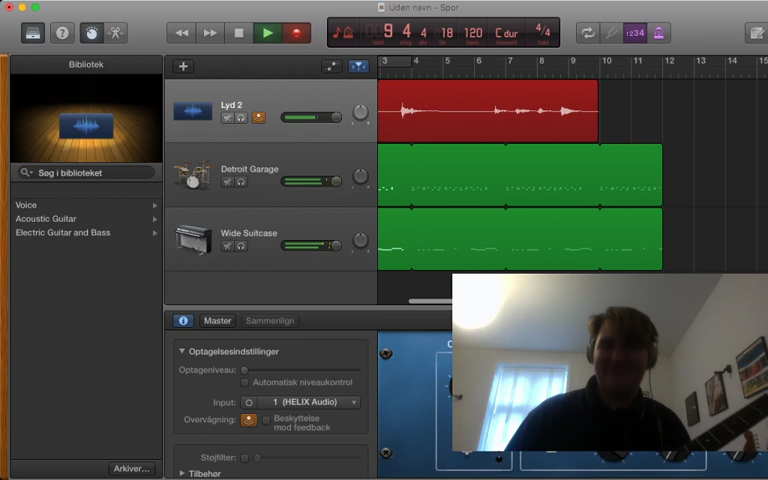 Uden navn - Spor
9 4 4 18 120 C dur 4/4
1234
Bibliotek
3 4 5 6 7 8 9 10 11 12 13 14 15
Lyd 2
Søg i biblioteket
Detroit Garage
Voice
Acoustic Guitar
Electric Guitar and Bass
Wide Suitcase
Master
Sammenlign
Optagelsesindstillinger
Optageniveau:
Automatisk niveaukontrol
Input:
1 (HELIX Audio)
Overvågning:
Beskyttelse
mod feedback
Støjfilter:
Arkiver...
Tilbehør